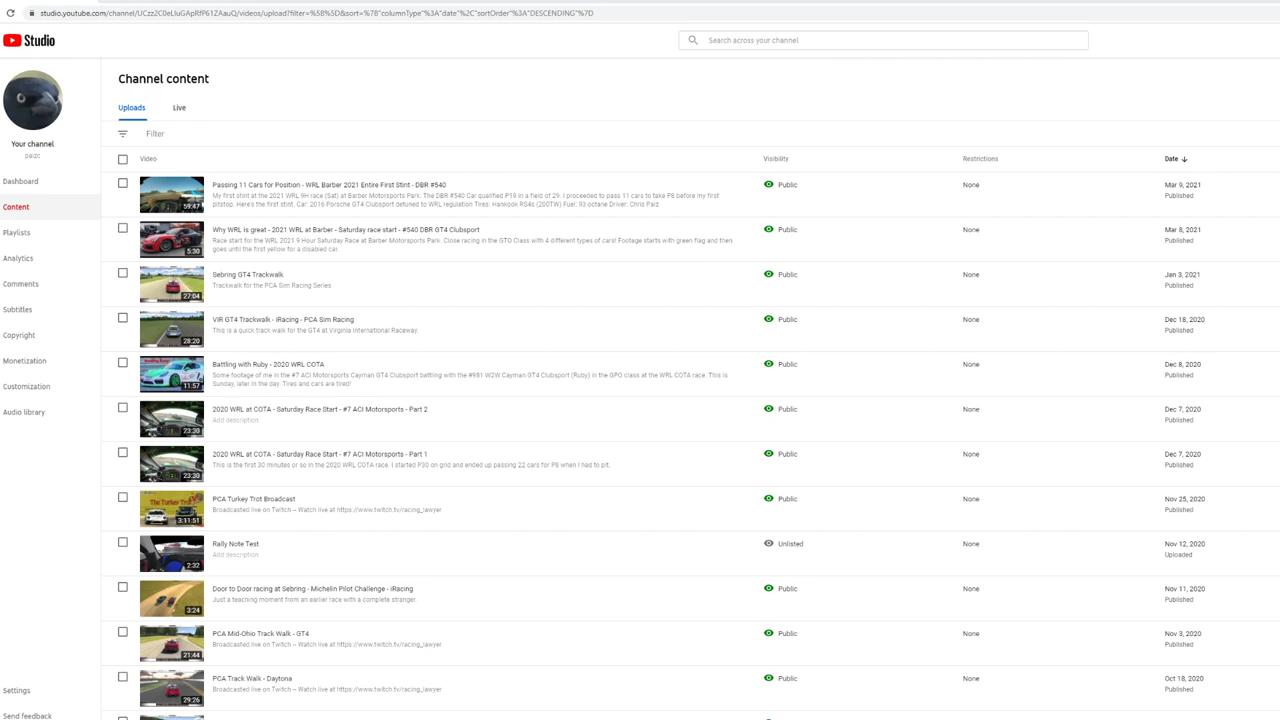 studio.youtube.com/channel/UCzz2C0eLIuGApRfP61ZAauQ/videos/upload?filter=%5B%5D&sort=%7B"columnType"%3A"date"%2C"sortOrder"%3A"DESCENDING"%7D
Studio
Search across your channel
Your channel
paizc
Dashboard
Content
Playlists
Analytics
Comments
Subtitles
Copyright
Monetization
Customization
Audio library
Settings
Send feedback
Channel content
Uploads Live
Filter
Video Visibility Restrictions Date
59:47
Passing 11 Cars for Position - WRL Barber 2021 Entire First Stint - DBR #540
My first stint at the 2021 WRL 9H race (Sat) at Barber Motorsports Park. The DBR #540 Car qualified P19 in a field of 29. I proceeded to pass 11 cars to take P8 before my first
pitstop. Here's the first stint. Car: 2016 Porsche GT4 Clubsport detuned to WRL regulation Tires: Hankook RS4s (200TW) Fuel: 93 octane Driver: Chris Paiz
Public
None
Mar 9, 2021
Published
5:30
Why WRL is great - 2021 WRL at Barber - Saturday race start - #540 DBR GT4 Clubsport
Race start for the WRL 2021 9 Hour Saturday Race at Barber Motorsports Park. Close racing in the GTO Class with 4 different types of cars! Footage starts with green flag and then
goes until the first yellow for a disabled car.
Public
None
Mar 8, 2021
Published
27:04
Sebring GT4 Trackwalk
Trackwalk for the PCA Sim Racing Series
Public
None
Jan 3, 2021
Published
28:20
VIR GT4 Trackwalk - iRacing - PCA Sim Racing
This is a quick track walk for the GT4 at Virginia International Raceway.
Public
None
Dec 18, 2020
Published
11:57
Battling with Ruby - 2020 WRL COTA
Some footage of me in the #7 ACI Motorsports Cayman GT4 Clubsport battling with the #981 W2W Cayman GT4 Clubsport (Ruby) in the GPO class at the WRL COTA race. This is
Sunday, later in the day. Tires and cars are tired!
Public
None
Dec 8, 2020
Published
23:30
2020 WRL at COTA - Saturday Race Start - #7 ACI Motorsports - Part 2
Add description
Public
None
Dec 7, 2020
Published
23:30
2020 WRL at COTA - Saturday Race Start - #7 ACI Motorsports - Part 1
This is the first 30 minutes or so in the 2020 WRL COTA race. I started P30 on grid and ended up passing 22 cars for P8 when I had to pit.
Public
None
Dec 7, 2020
Published
The Turkey Trot
3:11:51
PCA Turkey Trot Broadcast
Broadcasted live on Twitch -- Watch live at https://www.twitch.tv/racing_lawyer
Public
None
Nov 25, 2020
Published
2:32
Rally Note Test
Add description
Unlisted
None
Nov 12, 2020
Uploaded
3:24
Door to Door racing at Sebring - Michelin Pilot Challenge - iRacing
Just a teaching moment from an earlier race with a complete stranger.
Public
None
Nov 11, 2020
Published
21:44
PCA Mid-Ohio Track Walk - GT4
Broadcasted live on Twitch -- Watch live at https://www.twitch.tv/racing_lawyer
Public
None
Nov 3, 2020
Published
29:26
PCA Track Walk - Daytona
Broadcasted live on Twitch -- Watch live at https://www.twitch.tv/racing_lawyer
Public
None
Oct 18, 2020
Published